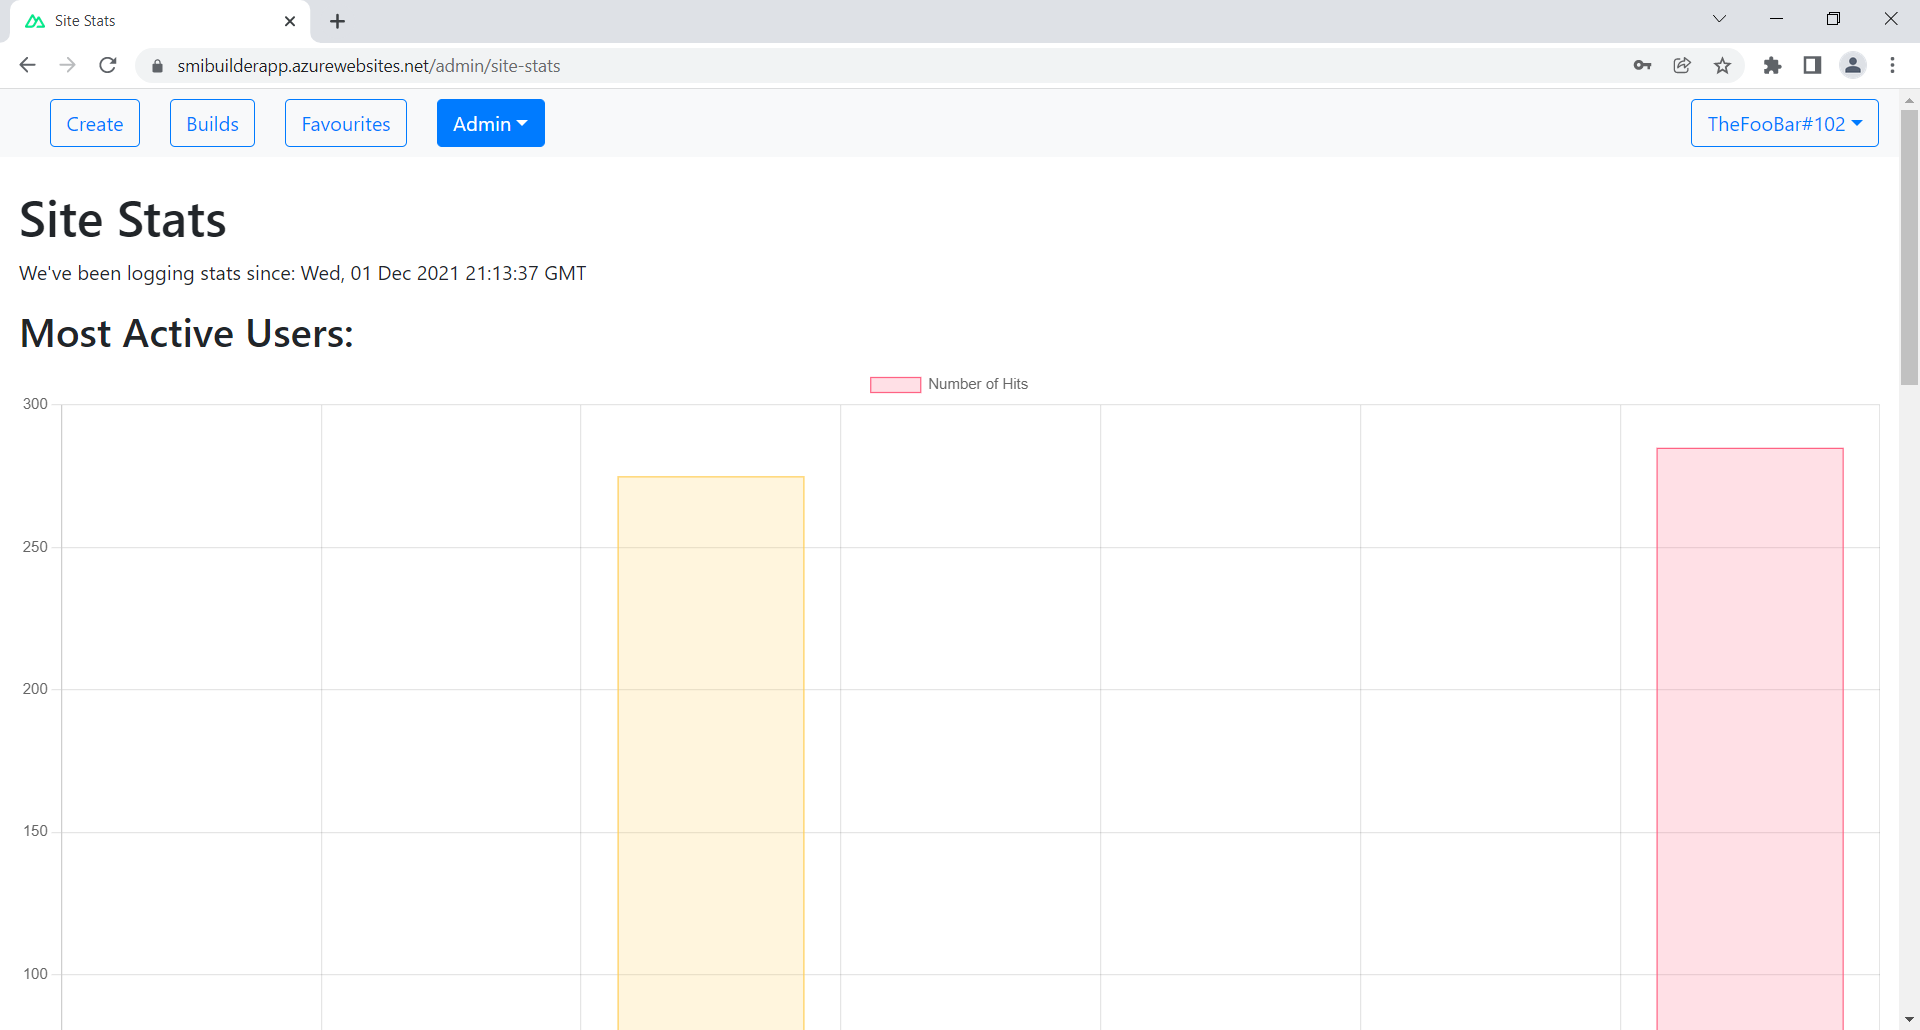 Site Stats
smibuilderapp.azurewebsites.net/admin/site-stats
Create Builds Favourites Admin TheFooBar#102
Site Stats
We've been logging stats since: Wed, 01 Dec 2021 21:13:37 GMT
Most Active Users:
Number of Hits
300
250
200
150
100